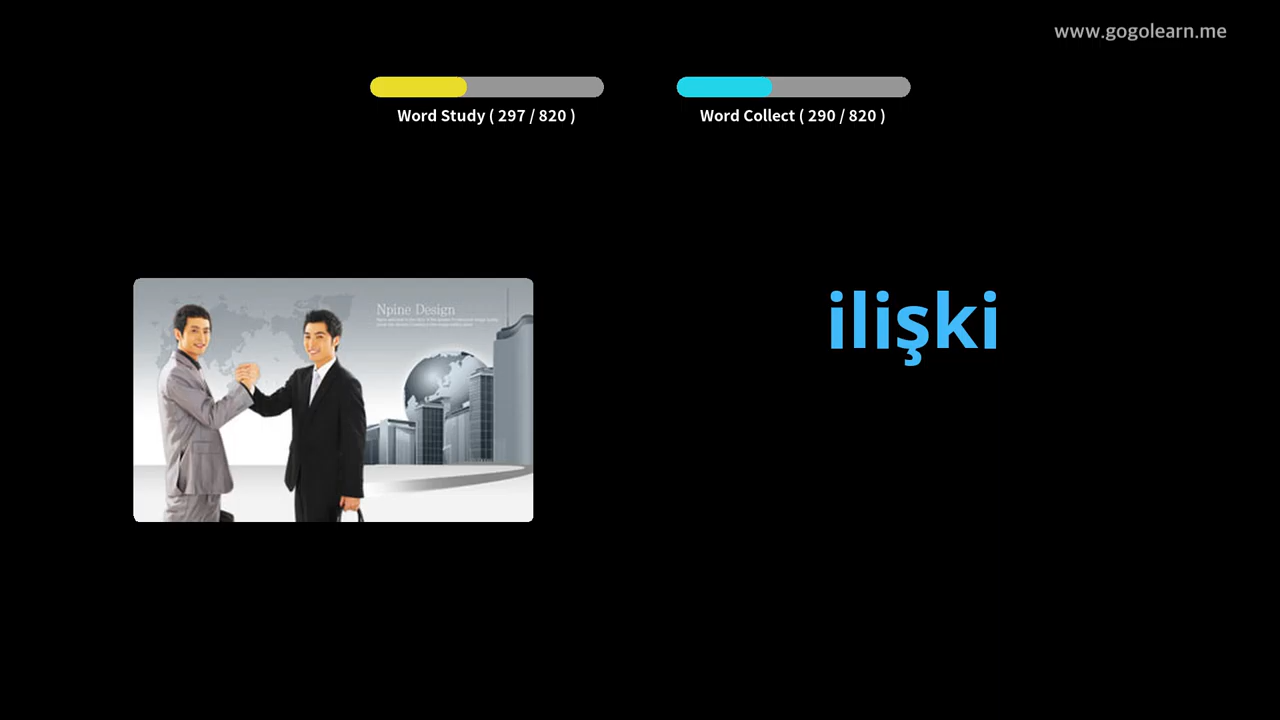 www.gogolearn.me
Word Study ( 297 / 820 )
Word Collect ( 290 / 820 )
Npine Design
ilişki